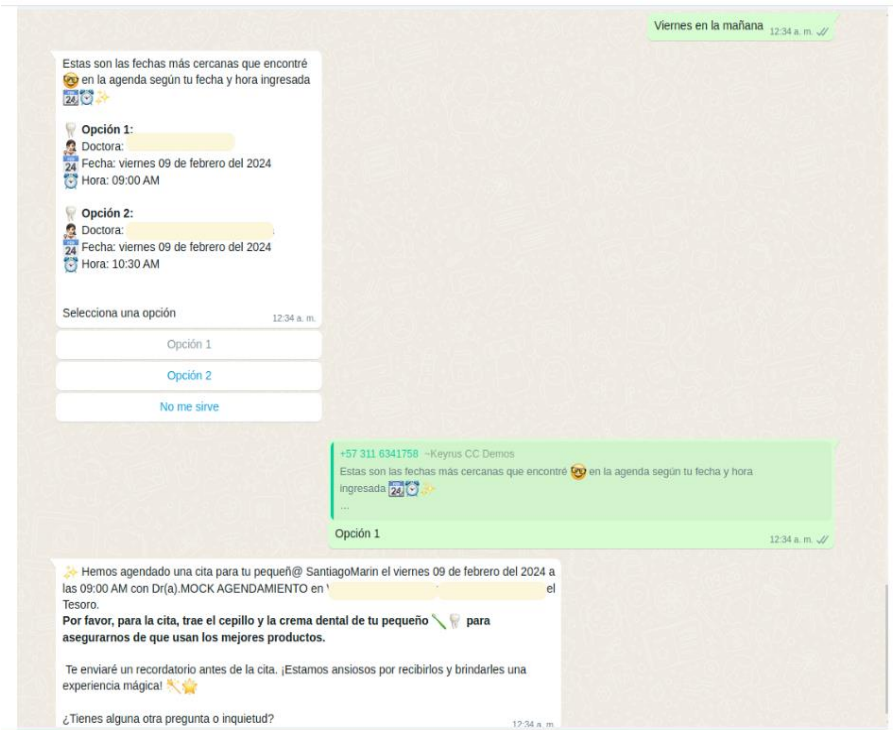 Viernes en la mañana 12:34 a. m.
Estas son las fechas más cercanas que encontré
🤓 en la agenda según tu fecha y hora ingresada
📅⏰✨
🦷 Opción 1:
Doctora:
Fecha: viernes 09 de febrero del 2024
Hora: 09:00 AM
🦷 Opción 2:
Doctora:
Fecha: viernes 09 de febrero del 2024
Hora: 10:30 AM
Selecciona una opción 12:34 a. m.
Opción 1
Opción 2
No me sirve
+57 311 6341758 ~Keyrus CC Demos
Estas son las fechas más cercanas que encontré 🤓 en la agenda según tu fecha y hora
ingresada 📅⏰✨
...
Opción 1 12:34 a. m.
✨ Hemos agendado una cita para tu pequeñ@ SantiagoMarin el viernes 09 de febrero del 2024 a
las 09:00 AM con Dr(a).MOCK AGENDAMIENTO en el
Tesoro.
Por favor, para la cita, trae el cepillo y la crema dental de tu pequeño 🪥🦷 para
asegurarnos de que usan los mejores productos.
Te enviaré un recordatorio antes de la cita. ¡Estamos ansiosos por recibirlos y brindarles una
experiencia mágica! 🪄🌟
¿Tienes alguna otra pregunta o inquietud? 12:34 a. m.